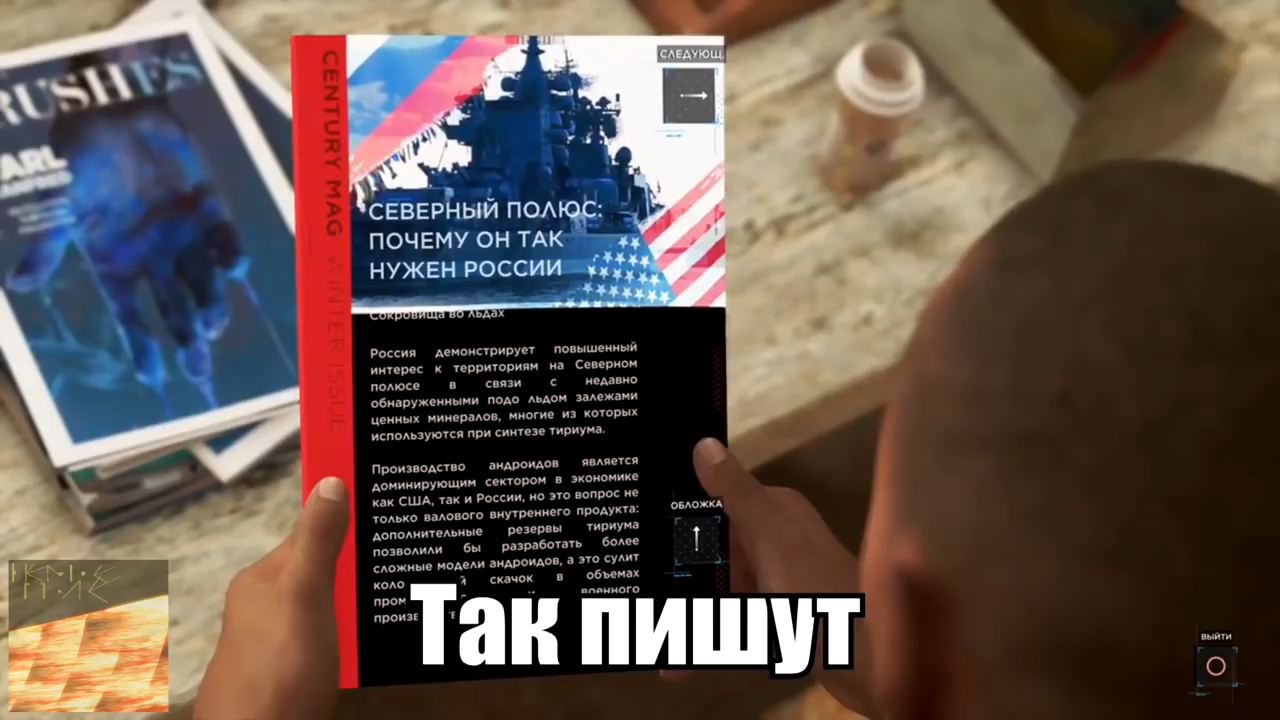 RUSHES
CENTURY MAG WINTER ISSUE
СЛЕДУЮЩ
СЕВЕРНЫЙ ПОЛЮС:
ПОЧЕМУ ОН ТАК
НУЖЕН РОССИИ
Сокровища во льдах
Россия демонстрирует повышенный
интерес к территориям на Северном
полюсе в связи с недавно
обнаруженными подо льдом залежами
ценных минералов, многие из которых
используются при синтезе тириума.
Производство андроидов является
доминирующим сектором в экономике
как США, так и России, но это вопрос не
только валового внутреннего продукта:
дополнительные резервы тириума
позволили бы разработать более
сложные модели андроидов, а это сулит
скачок в объемах
военного
ОБЛОЖКА
Так пишут
ВЫЙТИ